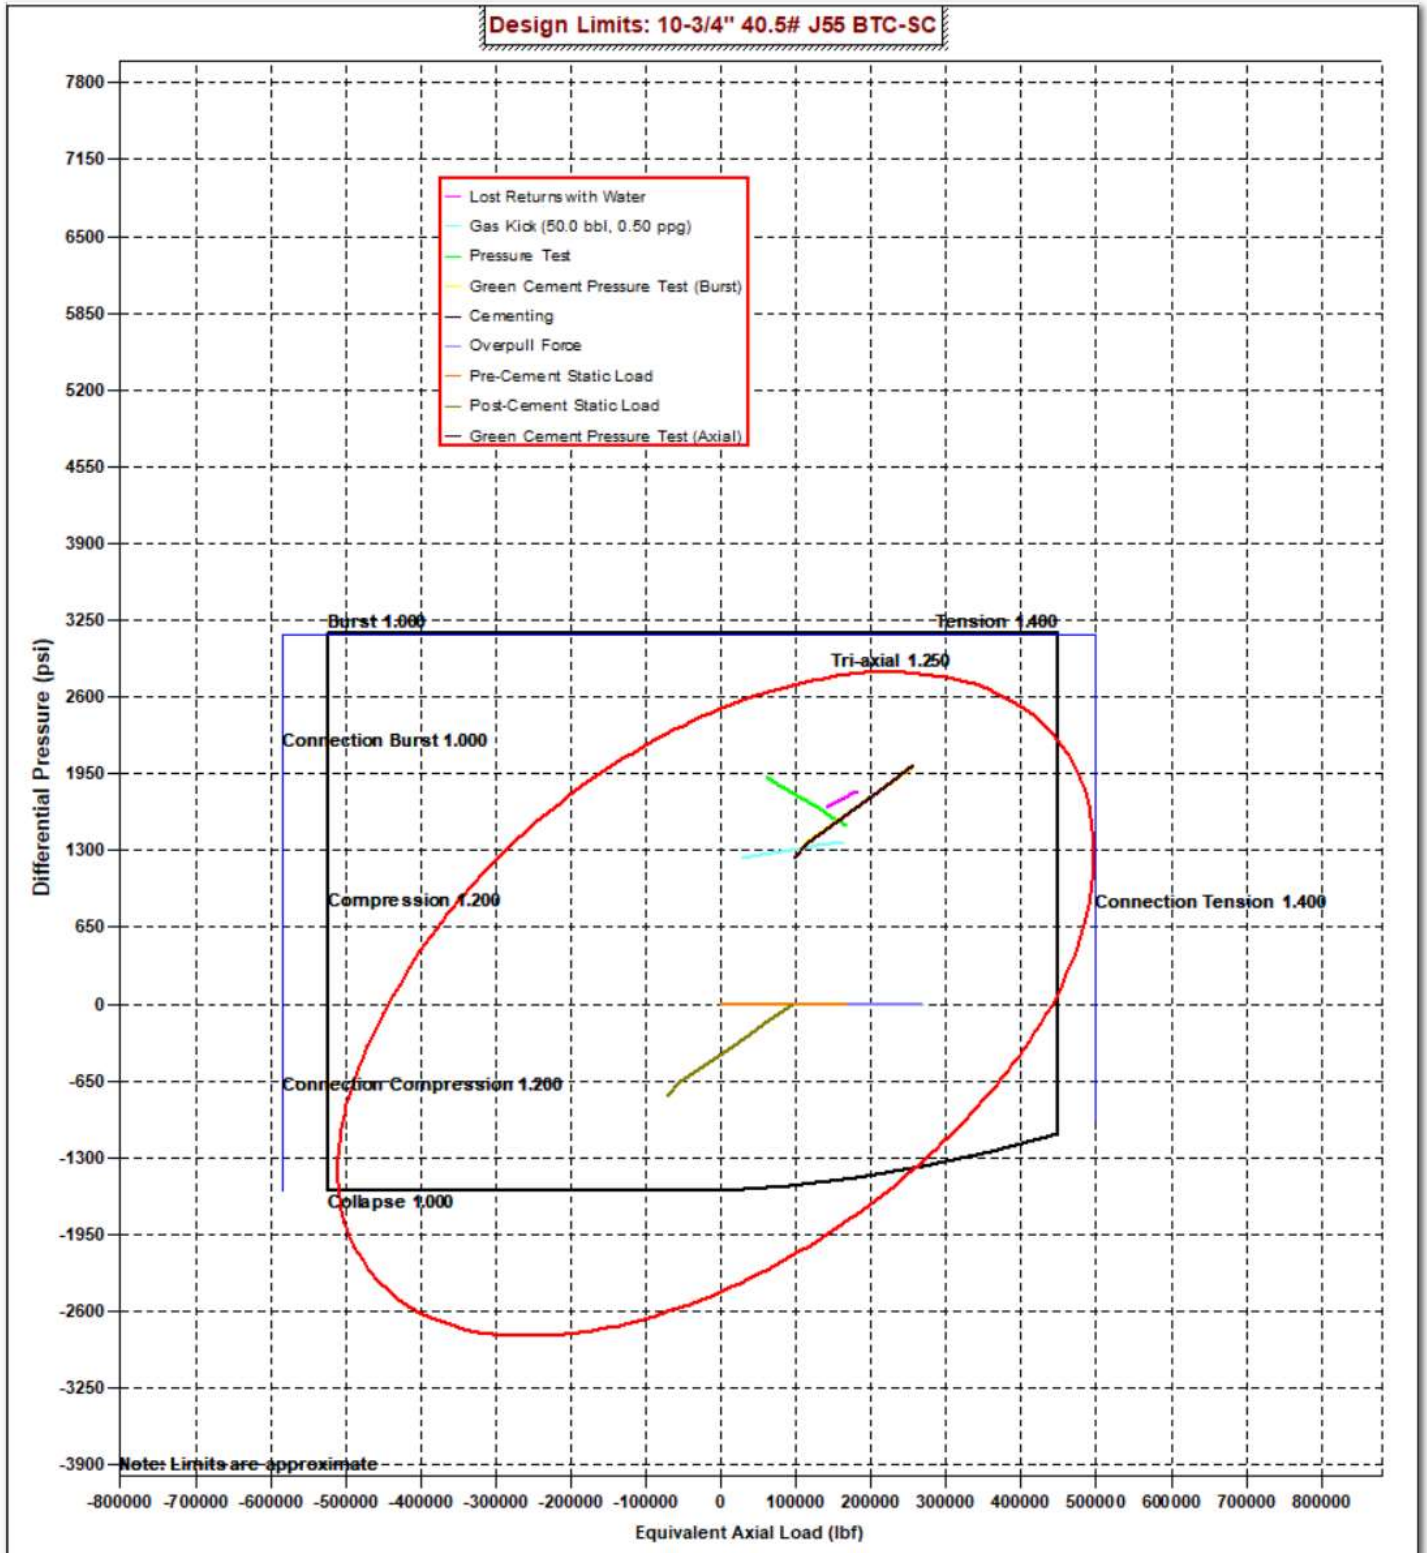 Design Limits: 10-3/4" 40.5# J55 BTC-SC
7800
7150
6500
5850
5200
4550
3900
3250
2600
1950
1300
650
0
-650
-1300
-1950
-2600
-3250
-3900
Differential Pressure (psi)
Lost Returns with Water
Gas Kick (50.0 bbl, 0.50 ppg)
Pressure Test
Green Cement Pressure Test (Burst)
Cementing
Overpull Force
Pre-Cement Static Load
Post-Cement Static Load
Green Cement Pressure Test (Axial)
Burst 1.000
Tension 1.400
Tri-axial 1.250
Connection Burst 1.000
Compression 1.200
Connection Tension 1.400
Connection Compression 1.200
Collapse 1.000
Note: Limits are approximate
-800000 -700000 -600000 -500000 -400000 -300000 -200000 -100000 0 100000 200000 300000 400000 500000 600000 700000 800000
Equivalent Axial Load (lbf)